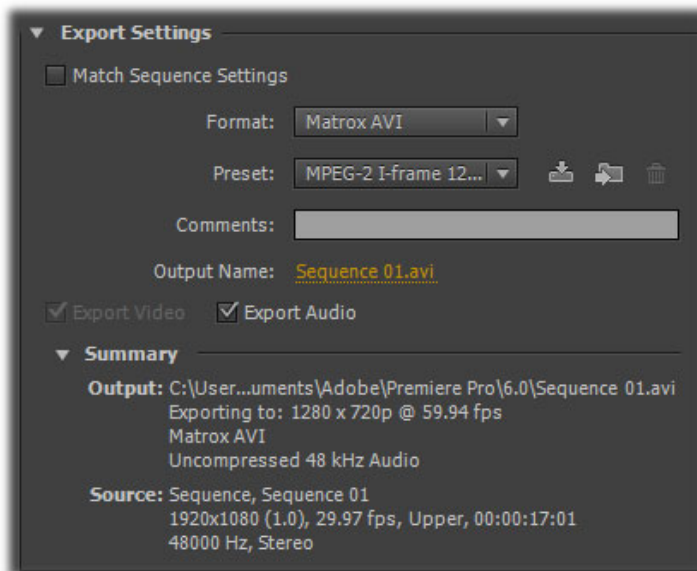 Export Settings
Match Sequence Settings
Format: Matrox AVI
Preset: MPEG-2 I-frame 12...
Comments:
Output Name: Sequence 01.avi
Export Video Export Audio
Summary
Output: C:\User...uments\Adobe\Premiere Pro\6.0\Sequence 01.avi
Exporting to: 1280 x 720p @ 59.94 fps
Matrox AVI
Uncompressed 48 kHz Audio
Source: Sequence, Sequence 01
1920x1080 (1.0), 29.97 fps, Upper, 00:00:17:01
48000 Hz, Stereo